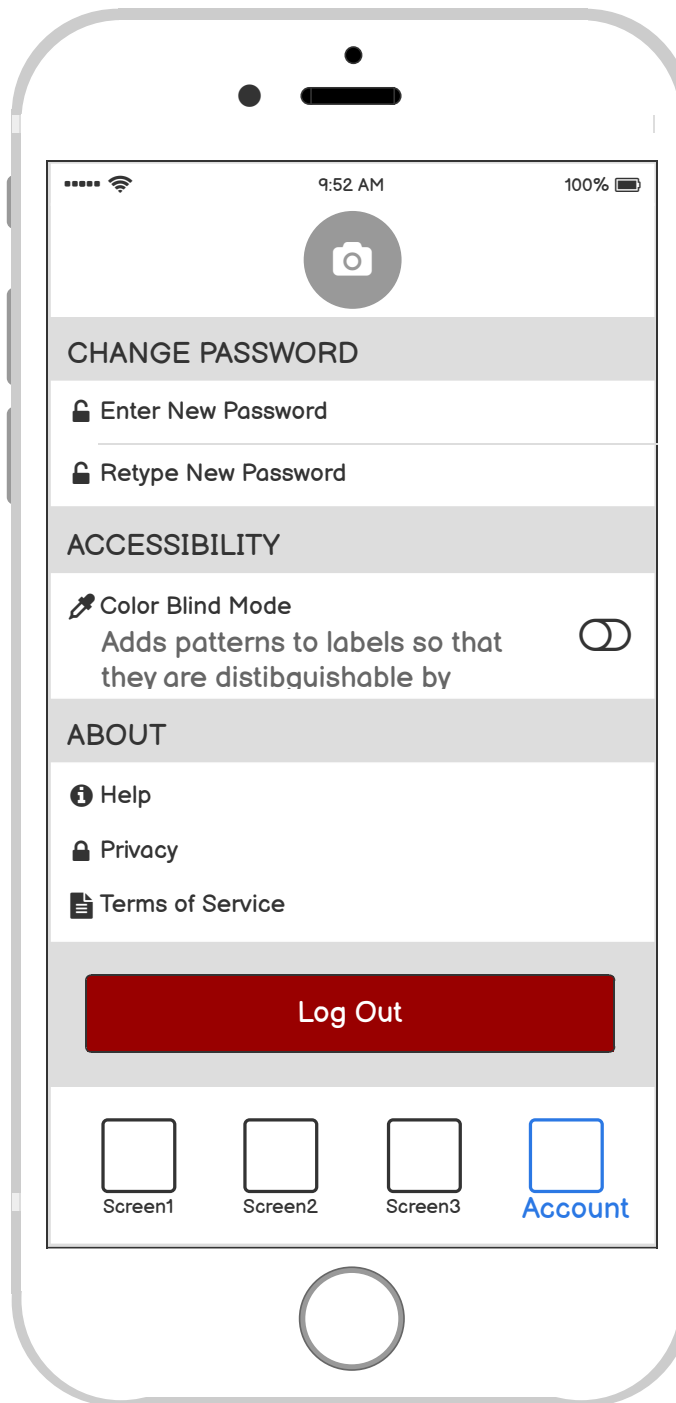 9:52 AM
100%
CHANGE PASSWORD
Enter New Password
Retype New Password
ACCESSIBILITY
Color Blind Mode
Adds patterns to labels so that
they are distibguishable by
ABOUT
Help
Privacy
Terms of Service
Log Out
Screen1
Screen2
Screen3
Account